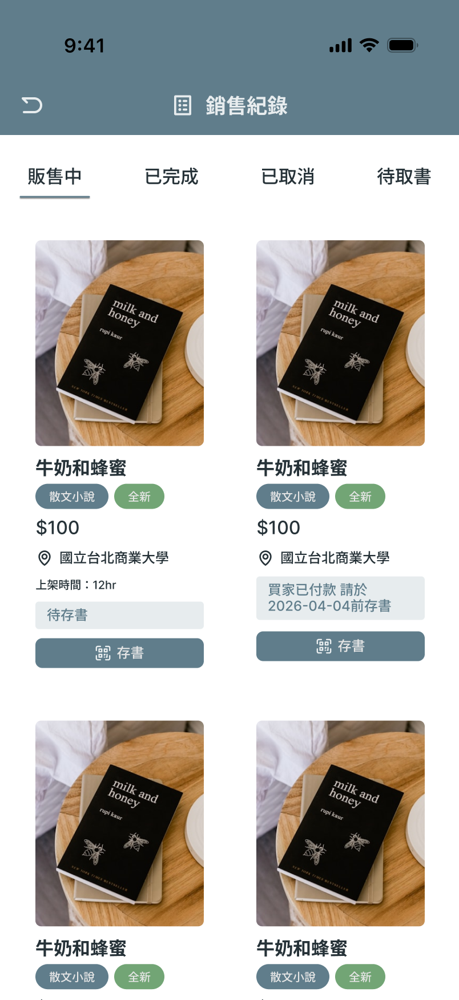 9:41
銷售紀錄
販售中 已完成 已取消 待取書
milk and
honey
rupi kaur
NEW YORK TIMES BESTSELLER
牛奶和蜂蜜
散文小說 全新
$100
國立台北商業大學
上架時間：12hr
待存書
存書
milk and
honey
rupi kaur
NEW YORK TIMES BESTSELLER
牛奶和蜂蜜
散文小說 全新
$100
國立台北商業大學
買家已付款 請於
2026-04-04前存書
存書
milk and
honey
rupi kaur
NEW YORK TIMES BESTSELLER
牛奶和蜂蜜
散文小說 全新
milk and
honey
rupi kaur
NEW YORK TIMES BESTSELLER
牛奶和蜂蜜
散文小說 全新